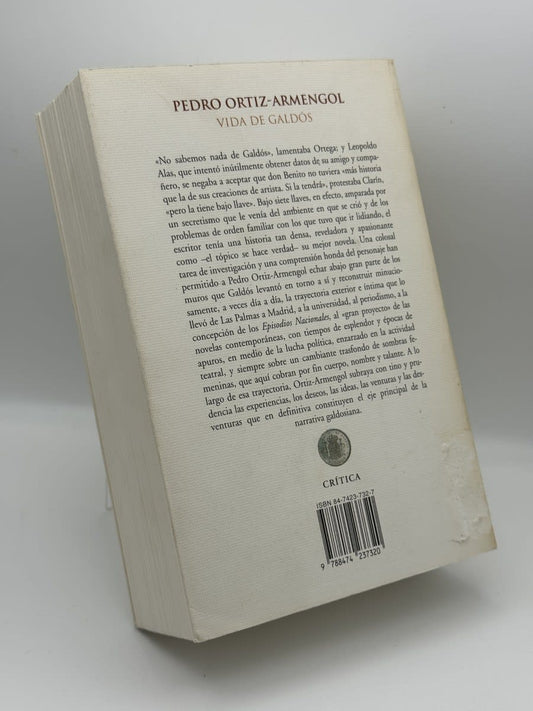 PEDRO ORTIZ-ARMENGOL
VIDA DE GALDÓS
«No sabemos nada de Galdós», lamentaba Ortega; y Leopoldo
Alas, que intentó inútilmente obtener datos de su amigo y compa-
ñero, se negaba a aceptar que don Benito no tuviera «más historia
que la de sus creaciones de artista. Si la tendrá», protestaba Clarín,
«pero la tiene bajo llave». Bajo siete llaves, en efecto, amparada por
un secretismo que le venía del ambiente en que se crió y de los
problemas de orden familiar con los que tuvo que ir lidiando, el
escritor tenía una historia tan densa, reveladora y apasionante
como –el tópico se hace verdad– su mejor novela. Una colosal
tarea de investigación y una comprensión honda del personaje han
permitido a Pedro Ortiz-Armengol echar abajo gran parte de los
muros que Galdós levantó en torno a sí y reconstruir minucio-
samente, a veces día a día, la trayectoria exterior e íntima que lo
llevó de Las Palmas a Madrid, a la universidad, al periodismo, a la
concepción de los Episodios Nacionales, al «gran proyecto» de las
novelas contemporáneas, con tiempos de esplendor y épocas de
apuros, en medio de la lucha política, enzarzado en la actividad
teatral, y siempre sobre un cambiante trasfondo de sombras fe-
meninas, que aquí cobran por fin cuerpo, nombre y talante. A lo
largo de esa trayectoria, Ortiz-Armengol subraya con tino y pru-
dencia las experiencias, los deseos, las ideas, las venturas y las des-
venturas que en definitiva constituyen el eje principal de la
narrativa galdosiana.
CRÍTICA
ISBN 84-7423-732-7
9 788474 237320